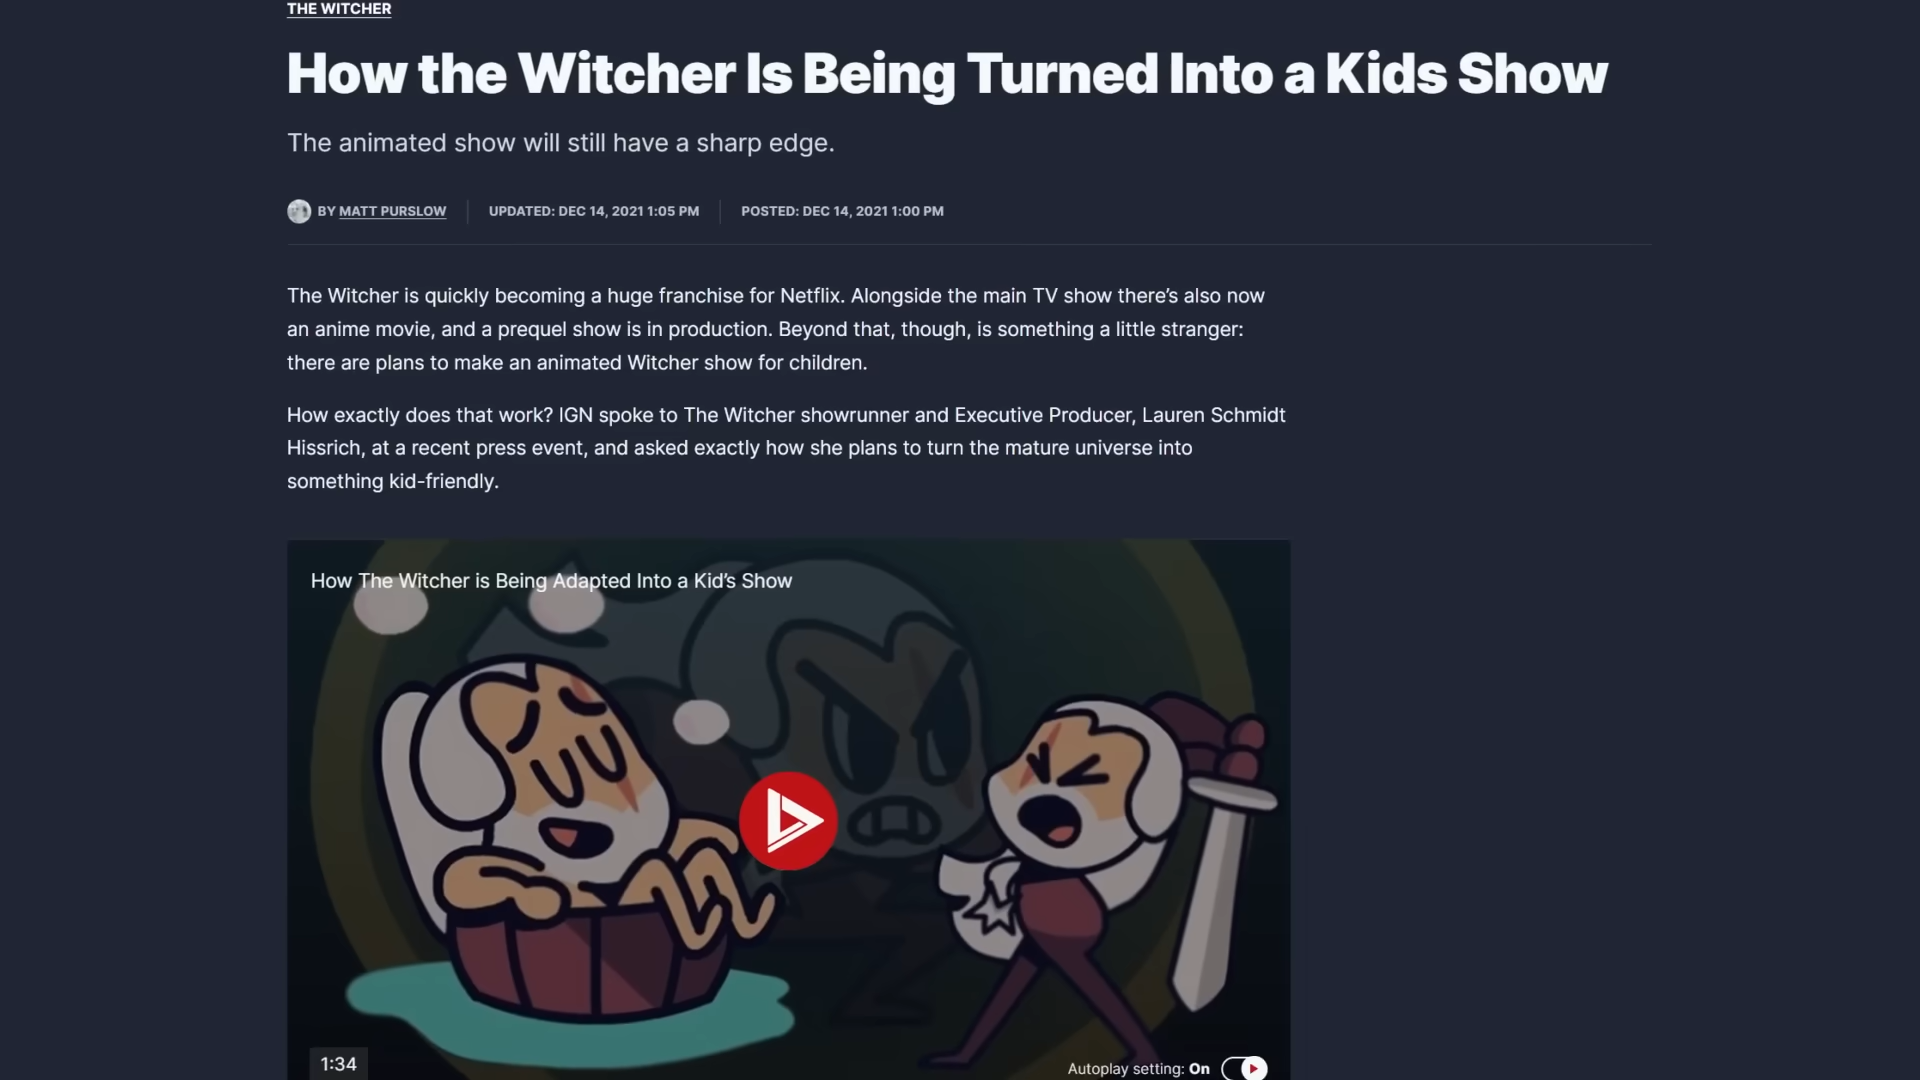 THE WITCHER
How the Witcher Is Being Turned Into a Kids Show
The animated show will still have a sharp edge.
BY MATT PURSLOW UPDATED: DEC 14, 2021 1:05 PM POSTED: DEC 14, 2021 1:00 PM
The Witcher is quickly becoming a huge franchise for Netflix. Alongside the main TV show there’s also now
an anime movie, and a prequel show is in production. Beyond that, though, is something a little stranger:
there are plans to make an animated Witcher show for children.
How exactly does that work? IGN spoke to The Witcher showrunner and Executive Producer, Lauren Schmidt
Hissrich, at a recent press event, and asked exactly how she plans to turn the mature universe into
something kid-friendly.
How The Witcher is Being Adapted Into a Kid’s Show
1:34
Autoplay setting: On